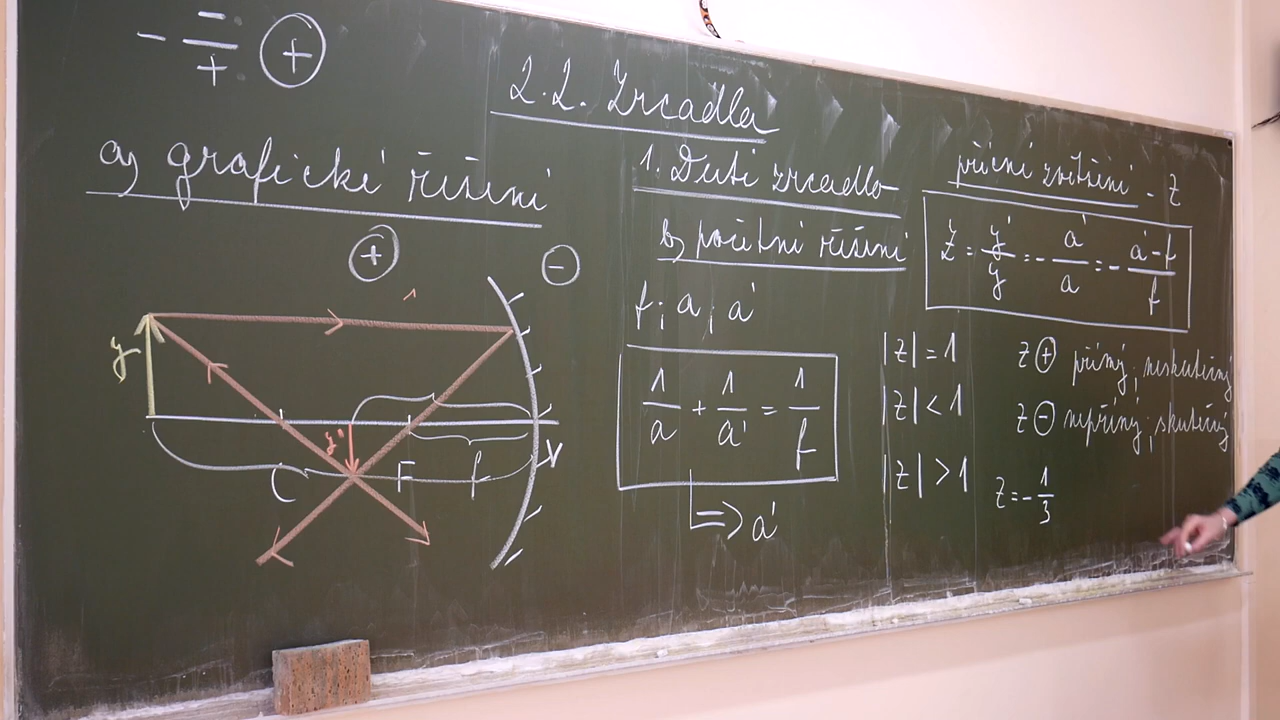 - = / + ⊕
2.2. Zrcadla
a) grafické řešení
⊕ ⊖
y
y'
C F f V
1. Duté zrcadlo
b) početní řešení
f; a; a'
1/a + 1/a' = 1/f
=> a'
příčné zvětšení - Z
Z = y'/y = - a'/a = - a'-f/f
|Z| = 1
|Z| < 1
|Z| > 1
Z ⊕ přímý; neskutečný
Z ⊖ nepřímý; skutečný
Z = - 1/3